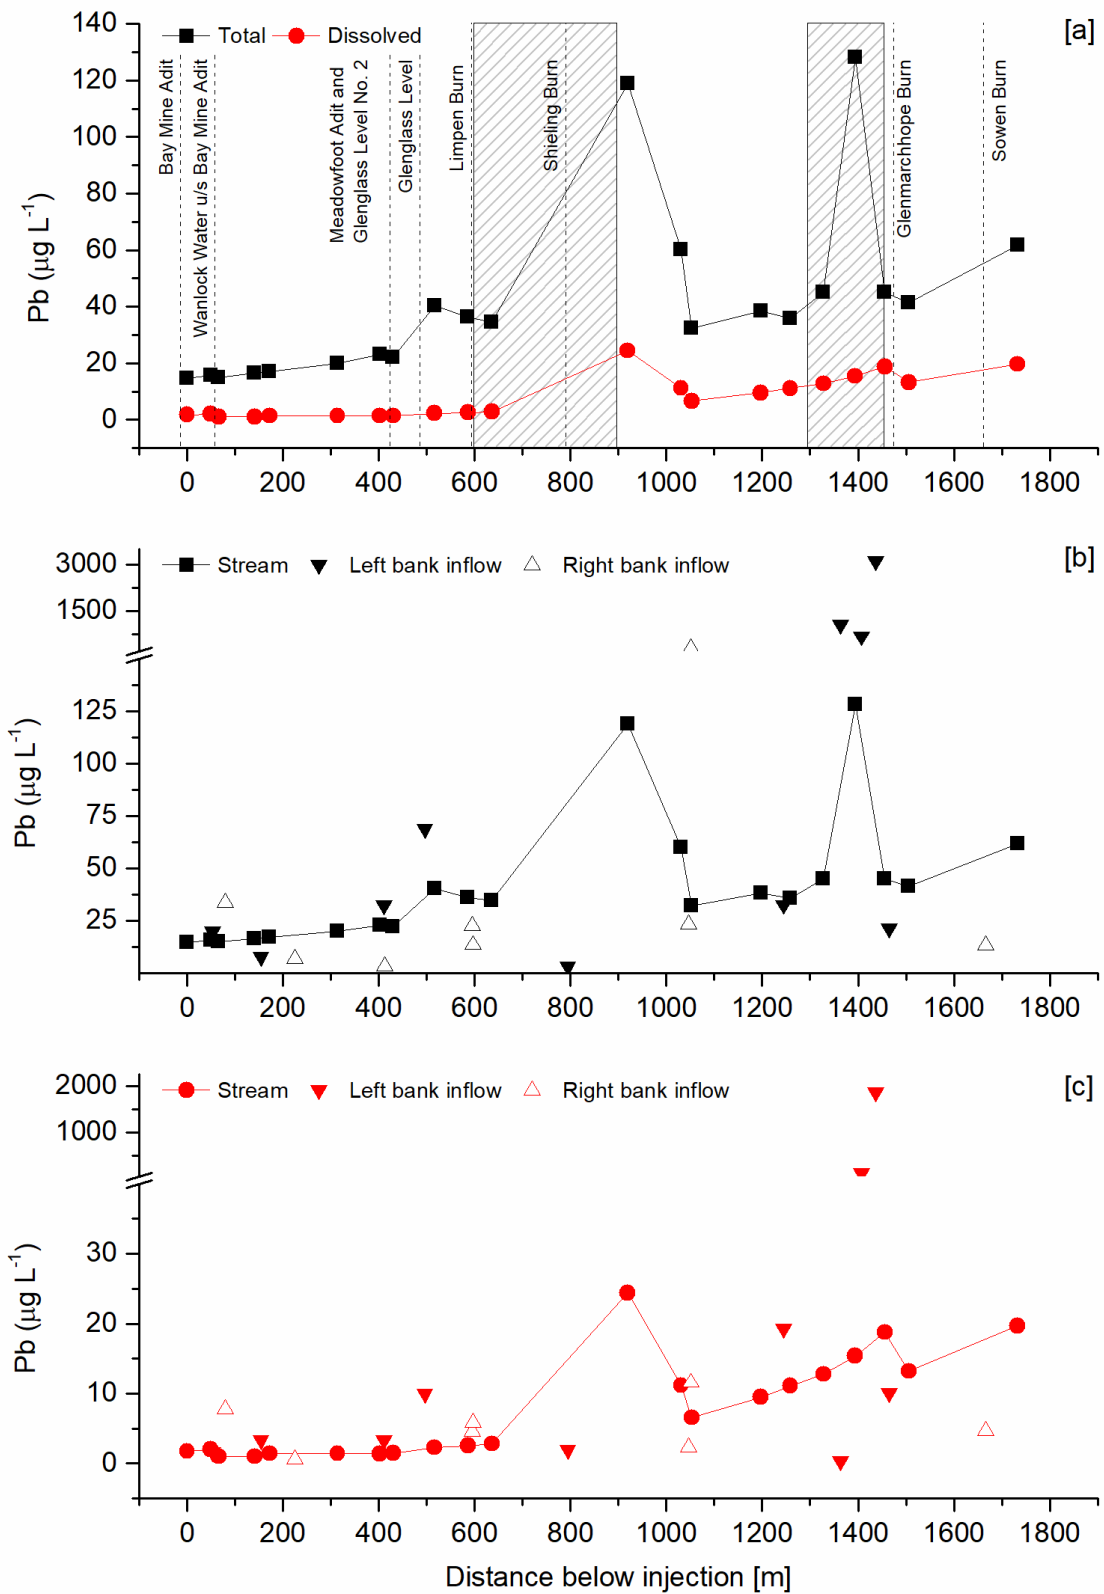 [a]
Total Dissolved
Bay Mine Adit
Wanlock Water u/s Bay Mine Adit
Meadowfoot Adit and
Glenglass Level No. 2
Glenglass Level
Limpen Burn
Shieling Burn
Glenmarchhope Burn
Sowen Burn
Pb (µg L⁻¹)
140
120
100
80
60
40
20
0
0 200 400 600 800 1000 1200 1400 1600 1800
[b]
Stream Left bank inflow Right bank inflow
Pb (µg L⁻¹)
3000
1500
125
100
75
50
25
0 200 400 600 800 1000 1200 1400 1600 1800
[c]
Stream Left bank inflow Right bank inflow
Pb (µg L⁻¹)
2000
1000
30
20
10
0
0 200 400 600 800 1000 1200 1400 1600 1800
Distance below injection [m]